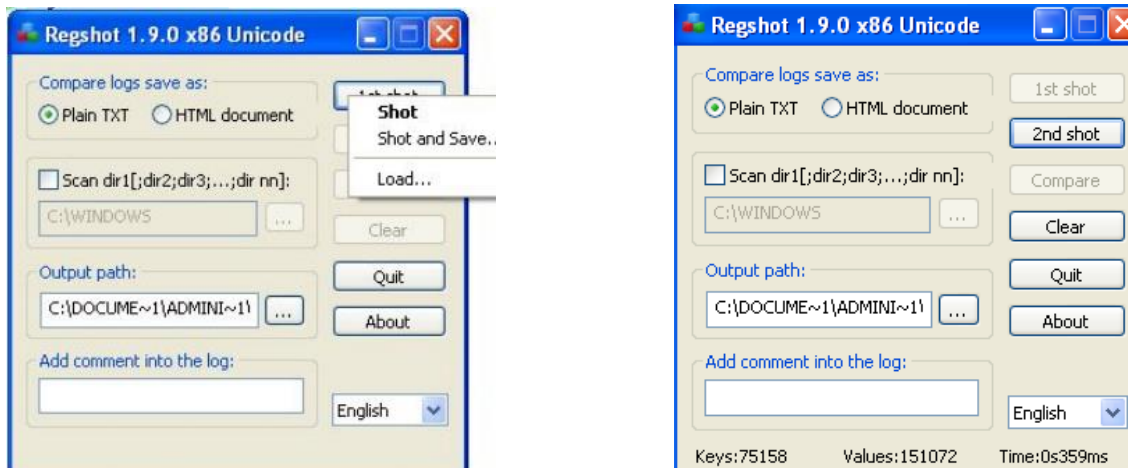 Regshot 1.9.0 x86 Unicode
Compare logs save as:
Plain TXT HTML document
Shot
Shot and Save..
Load...
Scan dir1[;dir2;dir3;...;dir nn]:
C:\WINDOWS ...
Clear
Output path:
C:\DOCUME~1\ADMINI~1\ ...
Quit
About
Add comment into the log:
English
Regshot 1.9.0 x86 Unicode
Compare logs save as:
Plain TXT HTML document
1st shot
2nd shot
Scan dir1[;dir2;dir3;...;dir nn]:
C:\WINDOWS ...
Compare
Clear
Output path:
C:\DOCUME~1\ADMINI~1\ ...
Quit
About
Add comment into the log:
English
Keys:75158 Values:151072 Time:0s359ms